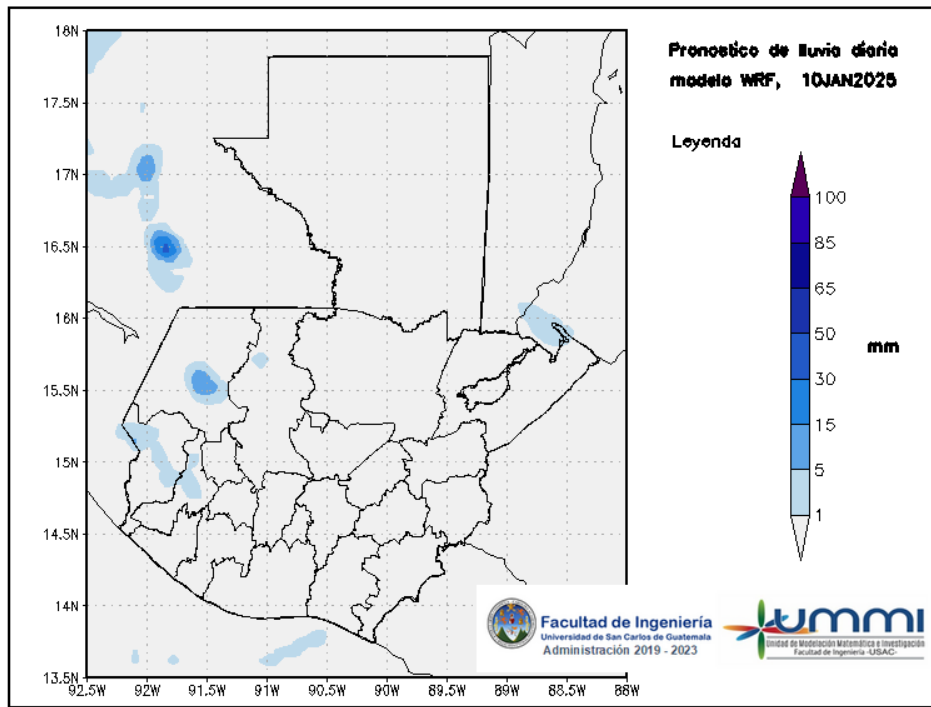 Pronostico de lluvia diaria
modelo WRF, 10JAN2025
Leyenda
100
85
65
50
30
15
5
1
mm
18N
17.5N
17N
16.5N
16N
15.5N
15N
14.5N
14N
13.5N
92.5W
92W
91.5W
91W
90.5W
90W
89.5W
89W
88.5W
88W
Facultad de Ingeniería
Universidad de San Carlos de Guatemala
Administración 2019 - 2023
UMMI
Unidad de Modelación Matemática e Investigación
Facultad de Ingeniería -USAC-